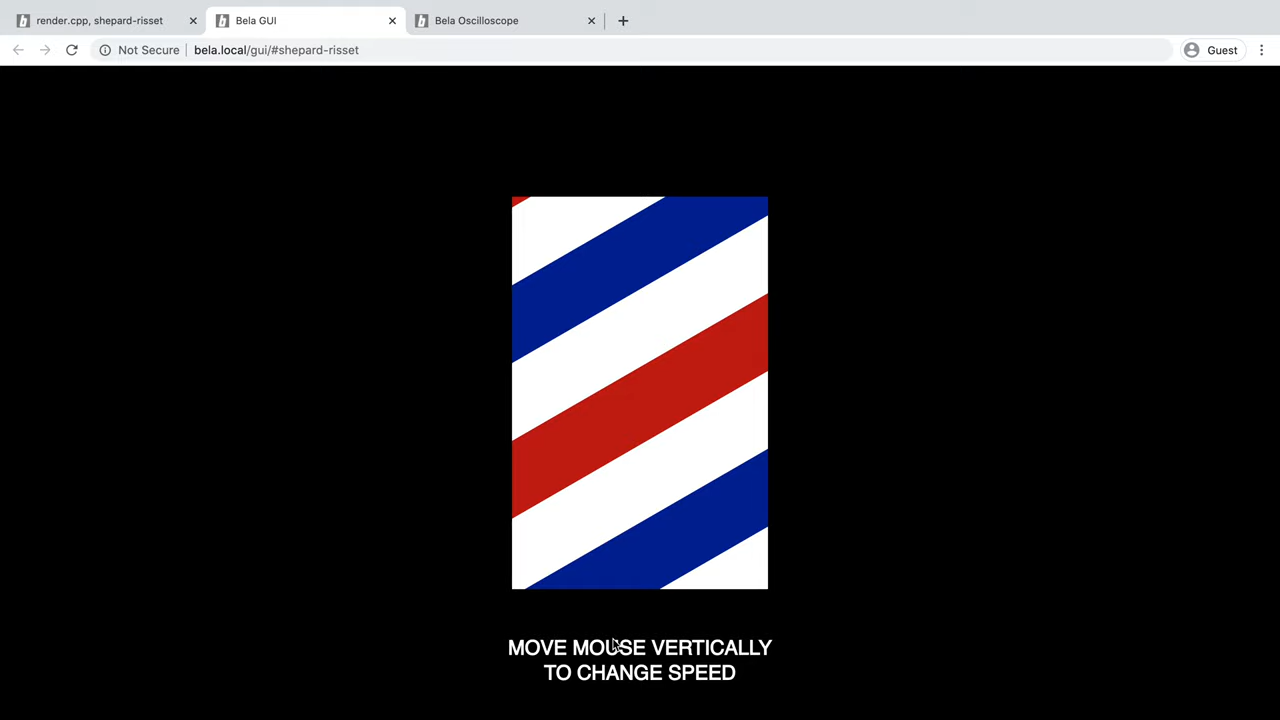 render.cpp, shepard-risset
Bela GUI
Bela Oscilloscope
Not Secure
bela.local/gui/#shepard-risset
Guest
MOVE MOUSE VERTICALLY
TO CHANGE SPEED